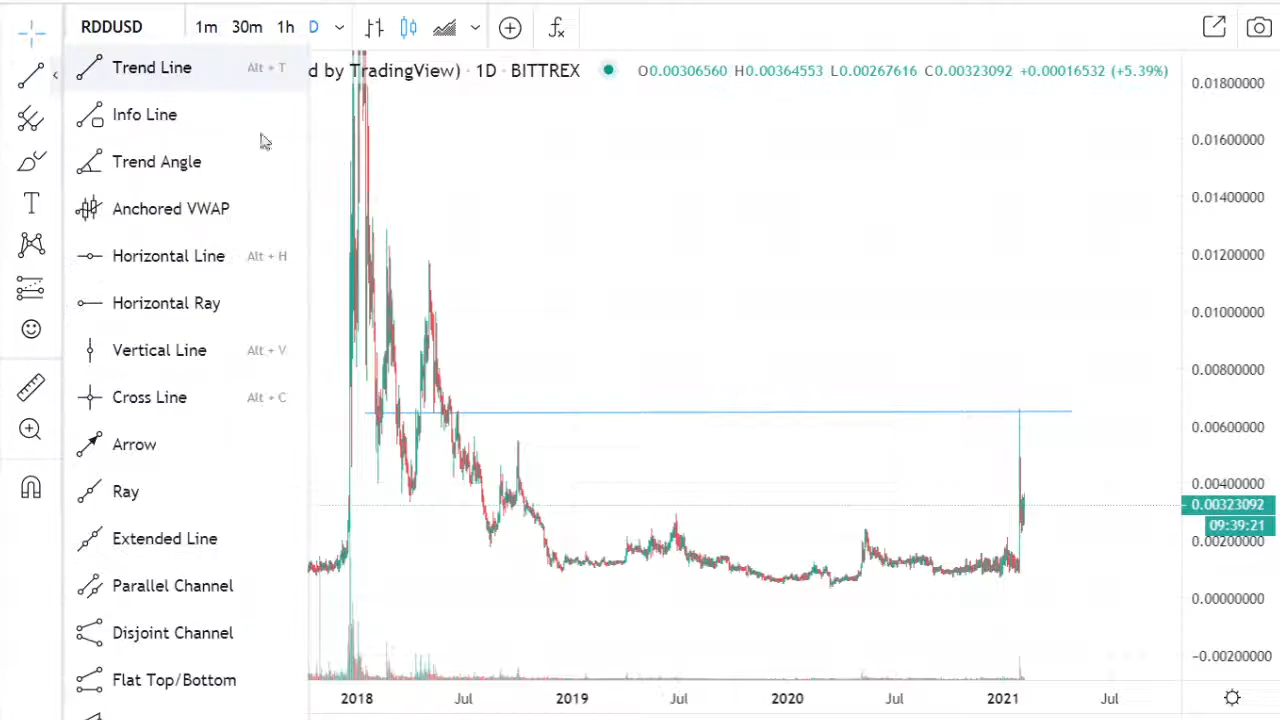 RDDUSD 1m 30m 1h D
d by TradingView) · 1D · BITTREX O0.00306560 H0.00364553 L0.00267616 C0.00323092 +0.00016532 (+5.39%)
Trend Line Alt + T
Info Line
Trend Angle
Anchored VWAP
Horizontal Line Alt + H
Horizontal Ray
Vertical Line Alt + V
Cross Line Alt + C
Arrow
Ray
Extended Line
Parallel Channel
Disjoint Channel
Flat Top/Bottom
0.01800000
0.01600000
0.01400000
0.01200000
0.01000000
0.00800000
0.00600000
0.00400000
0.00323092
09:39:21
0.00200000
0.00000000
−0.00200000
2018 Jul 2019 Jul 2020 Jul 2021 Jul